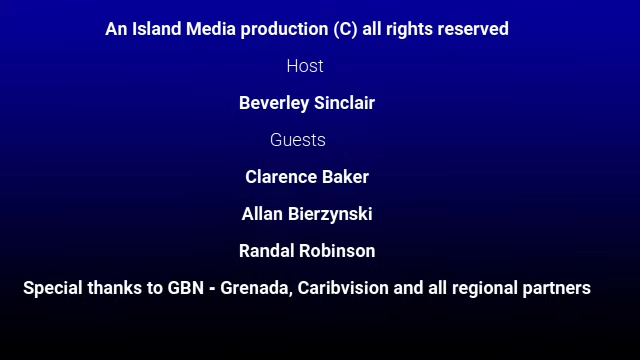 An Island Media production (C) all rights reserved
Host
Beverley Sinclair
Guests
Clarence Baker
Allan Bierzynski
Randal Robinson
Special thanks to GBN - Grenada, Caribvision and all regional partners